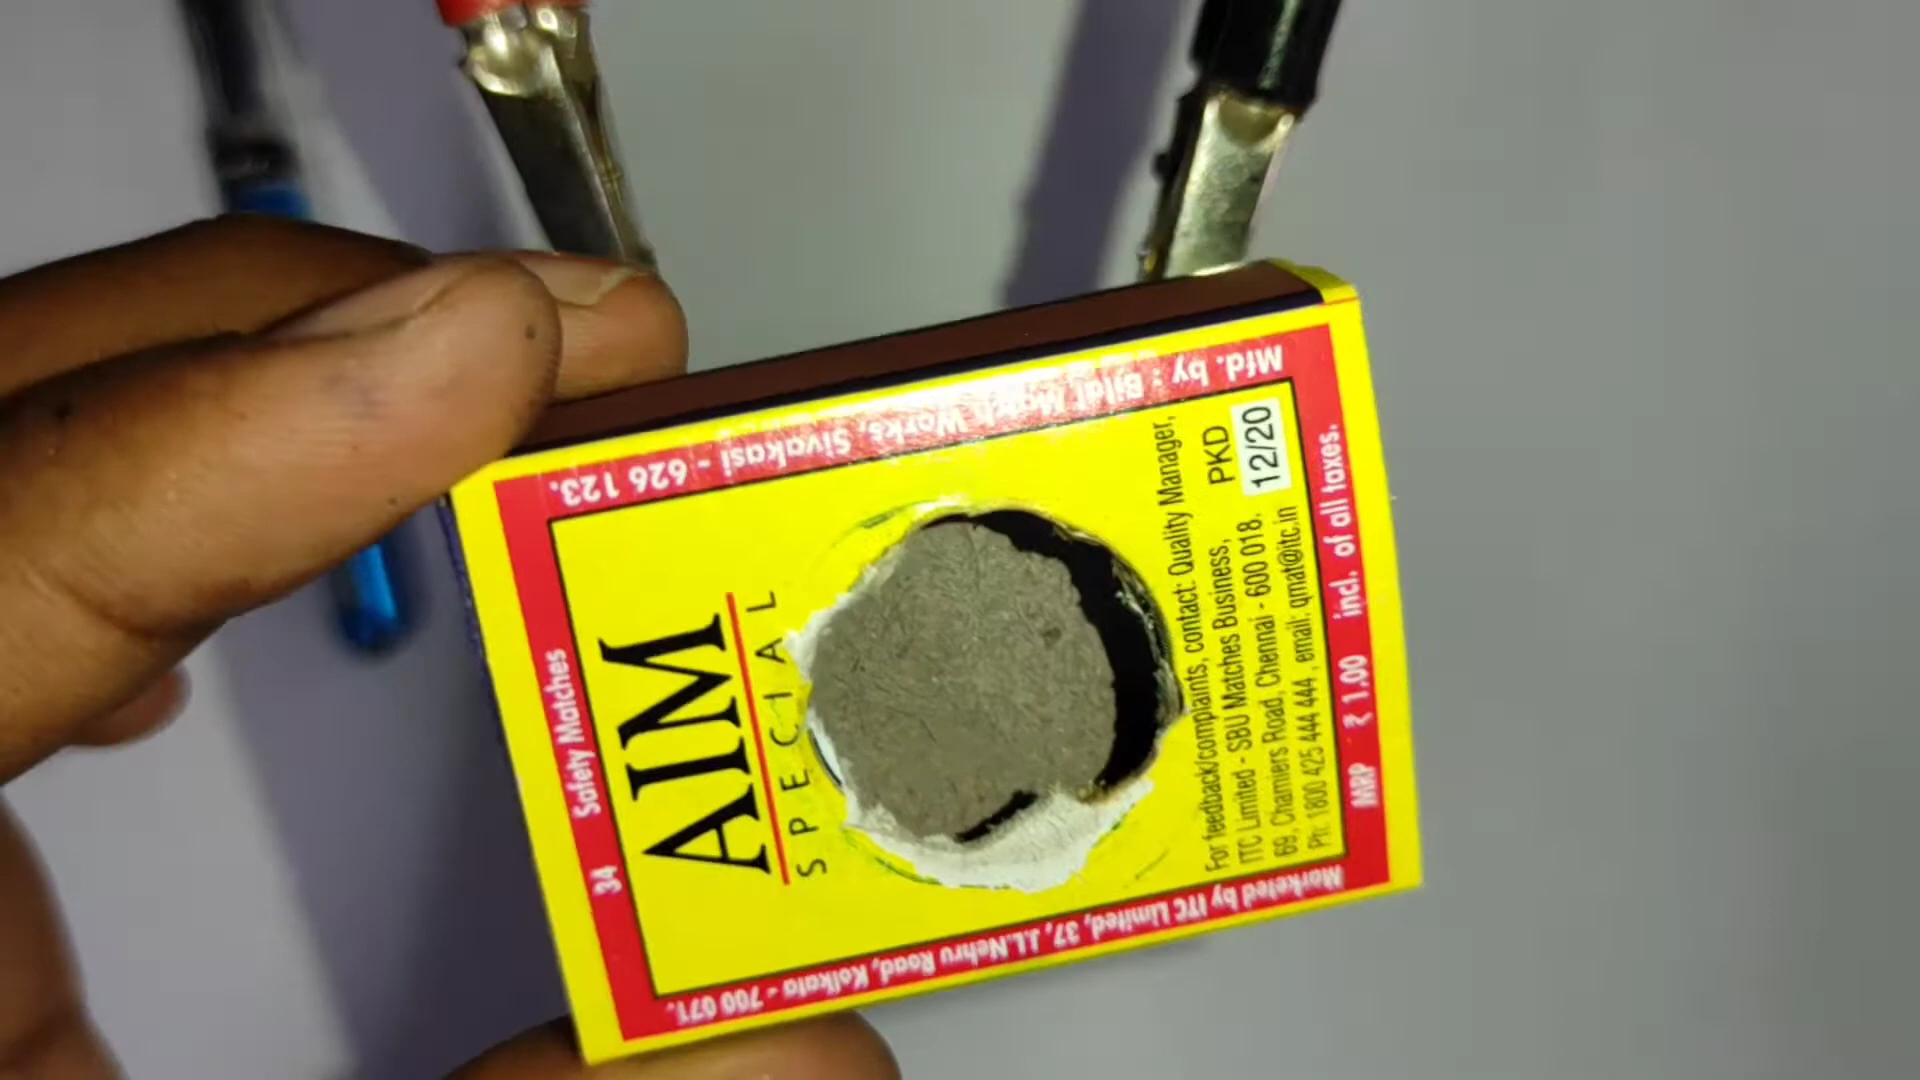 Mfd. by : Bilal Match Works, Sivakasi - 626 123.
34 Safety Matches
AIM
SPECIAL
For feedback/complaints, contact: Quality Manager,
ITC Limited - SBU Matches Business,
69, Chamiers Road, Chennai - 600 018.
Ph: 1800 425 444 444 , email: qmat@itc.in
PKD
12/20
MRP ₹ 1.00 incl. of all taxes.
Marketed by ITC Limited, 37, J.L.Nehru Road, Kolkata - 700 071.